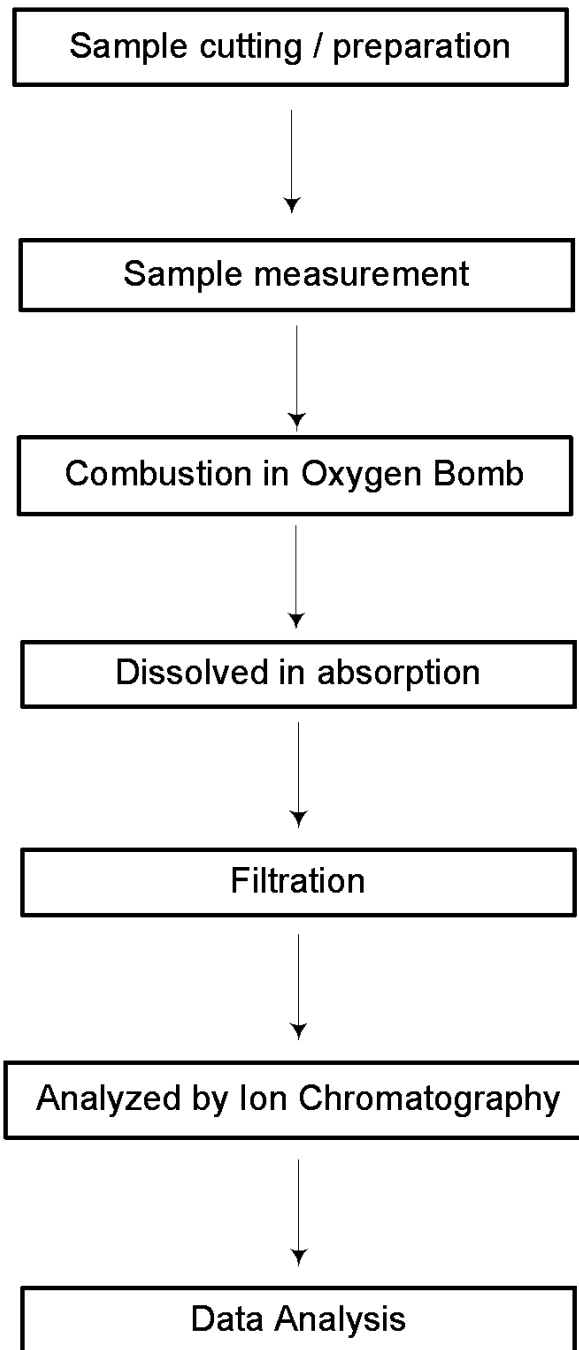 Sample cutting / preparation
Sample measurement
Combustion in Oxygen Bomb
Dissolved in absorption
Filtration
Analyzed by Ion Chromatography
Data Analysis